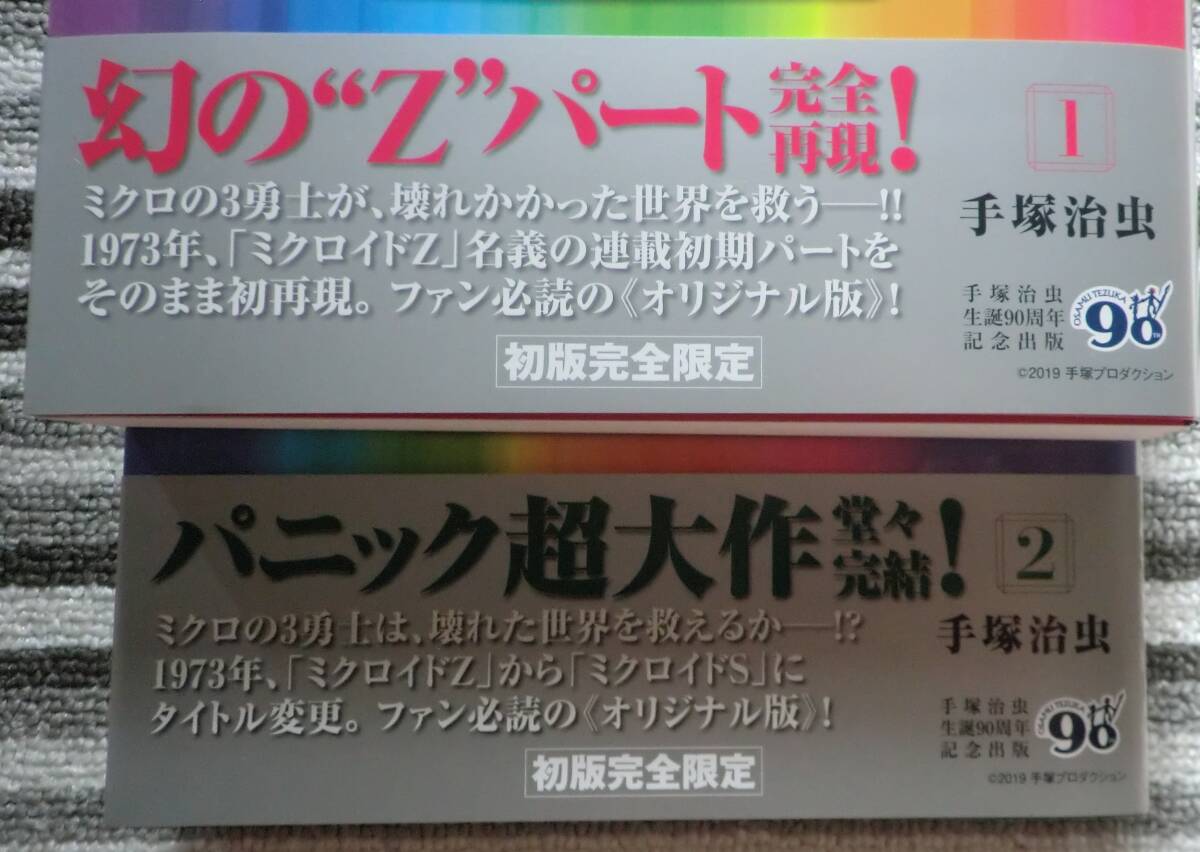 幻の“Z”パート完全再現!
1
ミクロの3勇士が、壊れかかった世界を救う──!!
1973年、「ミクロイドZ」名義の連載初期パートを
そのまま初再現。ファン必読の《オリジナル版》!
初版完全限定
手塚治虫
手塚治虫
生誕90周年
記念出版
OSAMU TEZUKA
90TH
©2019 手塚プロダクション
パニック超大作堂々完結!
2
ミクロの3勇士は、壊れた世界を救えるか──!?
1973年、「ミクロイドZ」から「ミクロイドS」に
タイトル変更。ファン必読の《オリジナル版》!
初版完全限定
手塚治虫
手塚治虫
生誕90周年
記念出版
OSAMU TEZUKA
90
©2019 手塚プロダクション